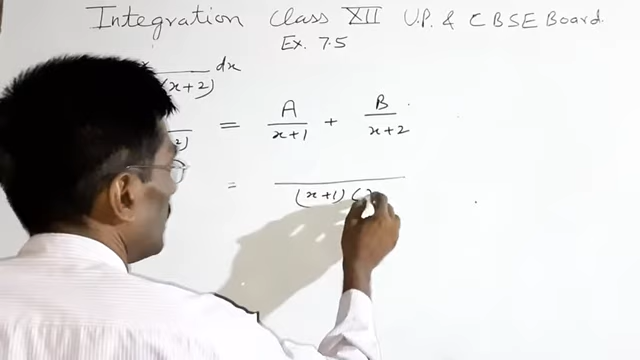 Integration Class XII U.P. & CBSE Board.
Ex. 7.5
x
(x+2) dx
= A/(x+1) + B/(x+2)
= (x+1)(